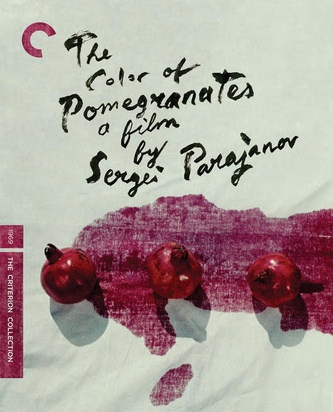 The
Color of
Pomegranates
a film
by
Sergei Parajanov
1969
THE CRITERION COLLECTION